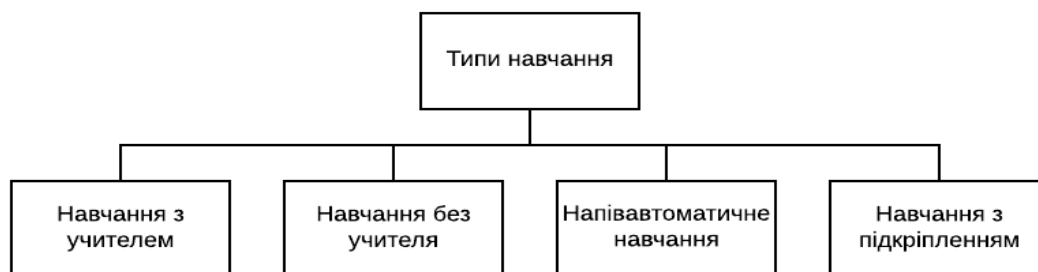 Типи навчання
Навчання з
учителем
Навчання без
учителя
Напівавтоматичне
навчання
Навчання з
підкріпленням